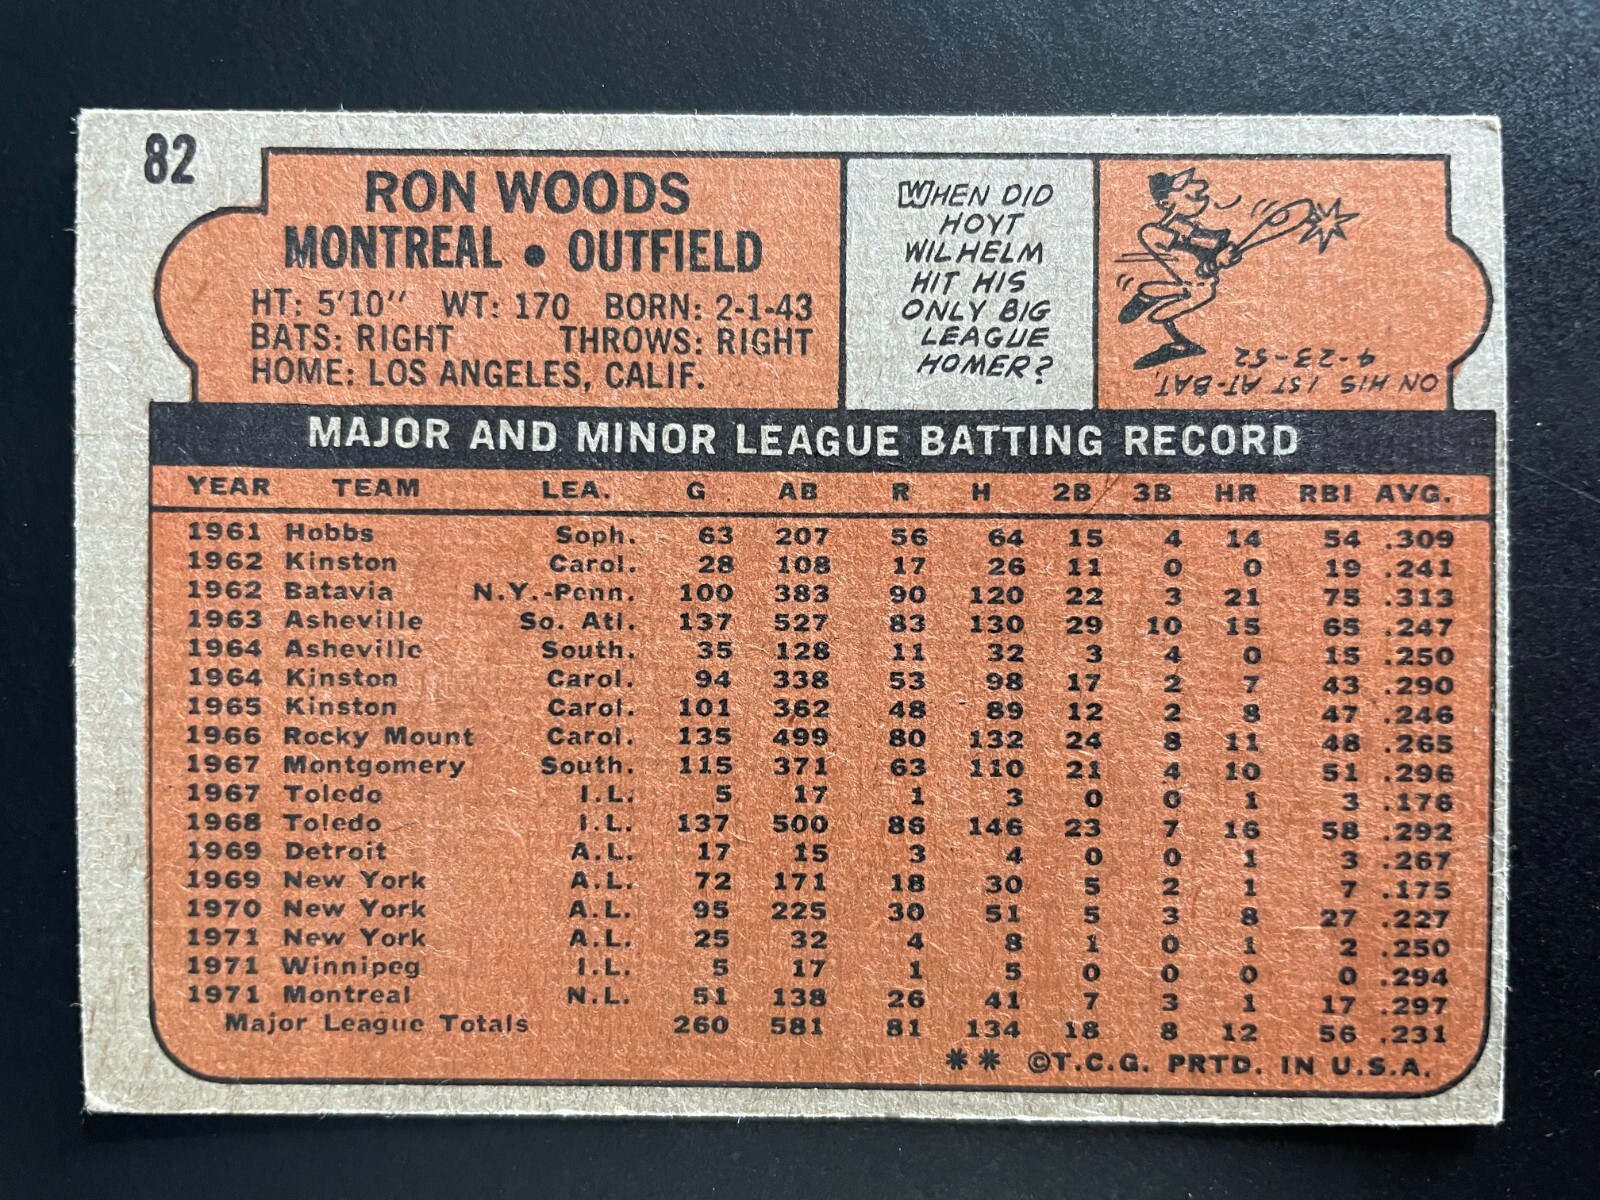 82
RON WOODS
MONTREAL • OUTFIELD
HT: 5'10" WT: 170 BORN: 2-1-43
BATS: RIGHT THROWS: RIGHT
HOME: LOS ANGELES, CALIF.
WHEN DID
HOYT
WILHELM
HIT HIS
ONLY BIG
LEAGUE
HOMER?
ON HIS 1ST AT-BAT,
4-23-52
MAJOR AND MINOR LEAGUE BATTING RECORD
YEAR TEAM LEA. G AB R H 2B 3B HR RBI AVG.
1961 Hobbs Soph. 63 207 56 64 15 4 14 54 .309
1962 Kinston Carol. 28 108 17 26 11 0 0 19 .241
1962 Batavia N.Y.-Penn. 100 383 90 120 22 3 21 75 .313
1963 Asheville So. Atl. 137 527 83 130 29 10 15 65 .247
1964 Asheville South. 35 128 11 32 3 4 0 15 .250
1964 Kinston Carol. 94 338 53 98 17 2 7 43 .290
1965 Kinston Carol. 101 362 48 89 12 2 8 47 .246
1966 Rocky Mount Carol. 135 499 80 132 24 8 11 48 .265
1967 Montgomery South. 115 371 63 110 21 4 10 51 .296
1967 Toledo I.L. 5 17 1 3 0 0 1 3 .176
1968 Toledo I.L. 137 500 86 146 23 7 16 58 .292
1969 Detroit A.L. 17 15 3 4 0 0 1 3 .267
1969 New York A.L. 72 171 18 30 5 2 1 7 .175
1970 New York A.L. 95 225 30 51 5 3 8 27 .227
1971 New York A.L. 25 32 4 8 1 0 1 2 .250
1971 Winnipeg I.L. 5 17 1 5 0 0 0 0 .294
1971 Montreal N.L. 51 138 26 41 7 3 1 17 .297
Major League Totals 260 581 81 134 18 8 12 56 .231
** ©T.C.G. PRTD. IN U.S.A.